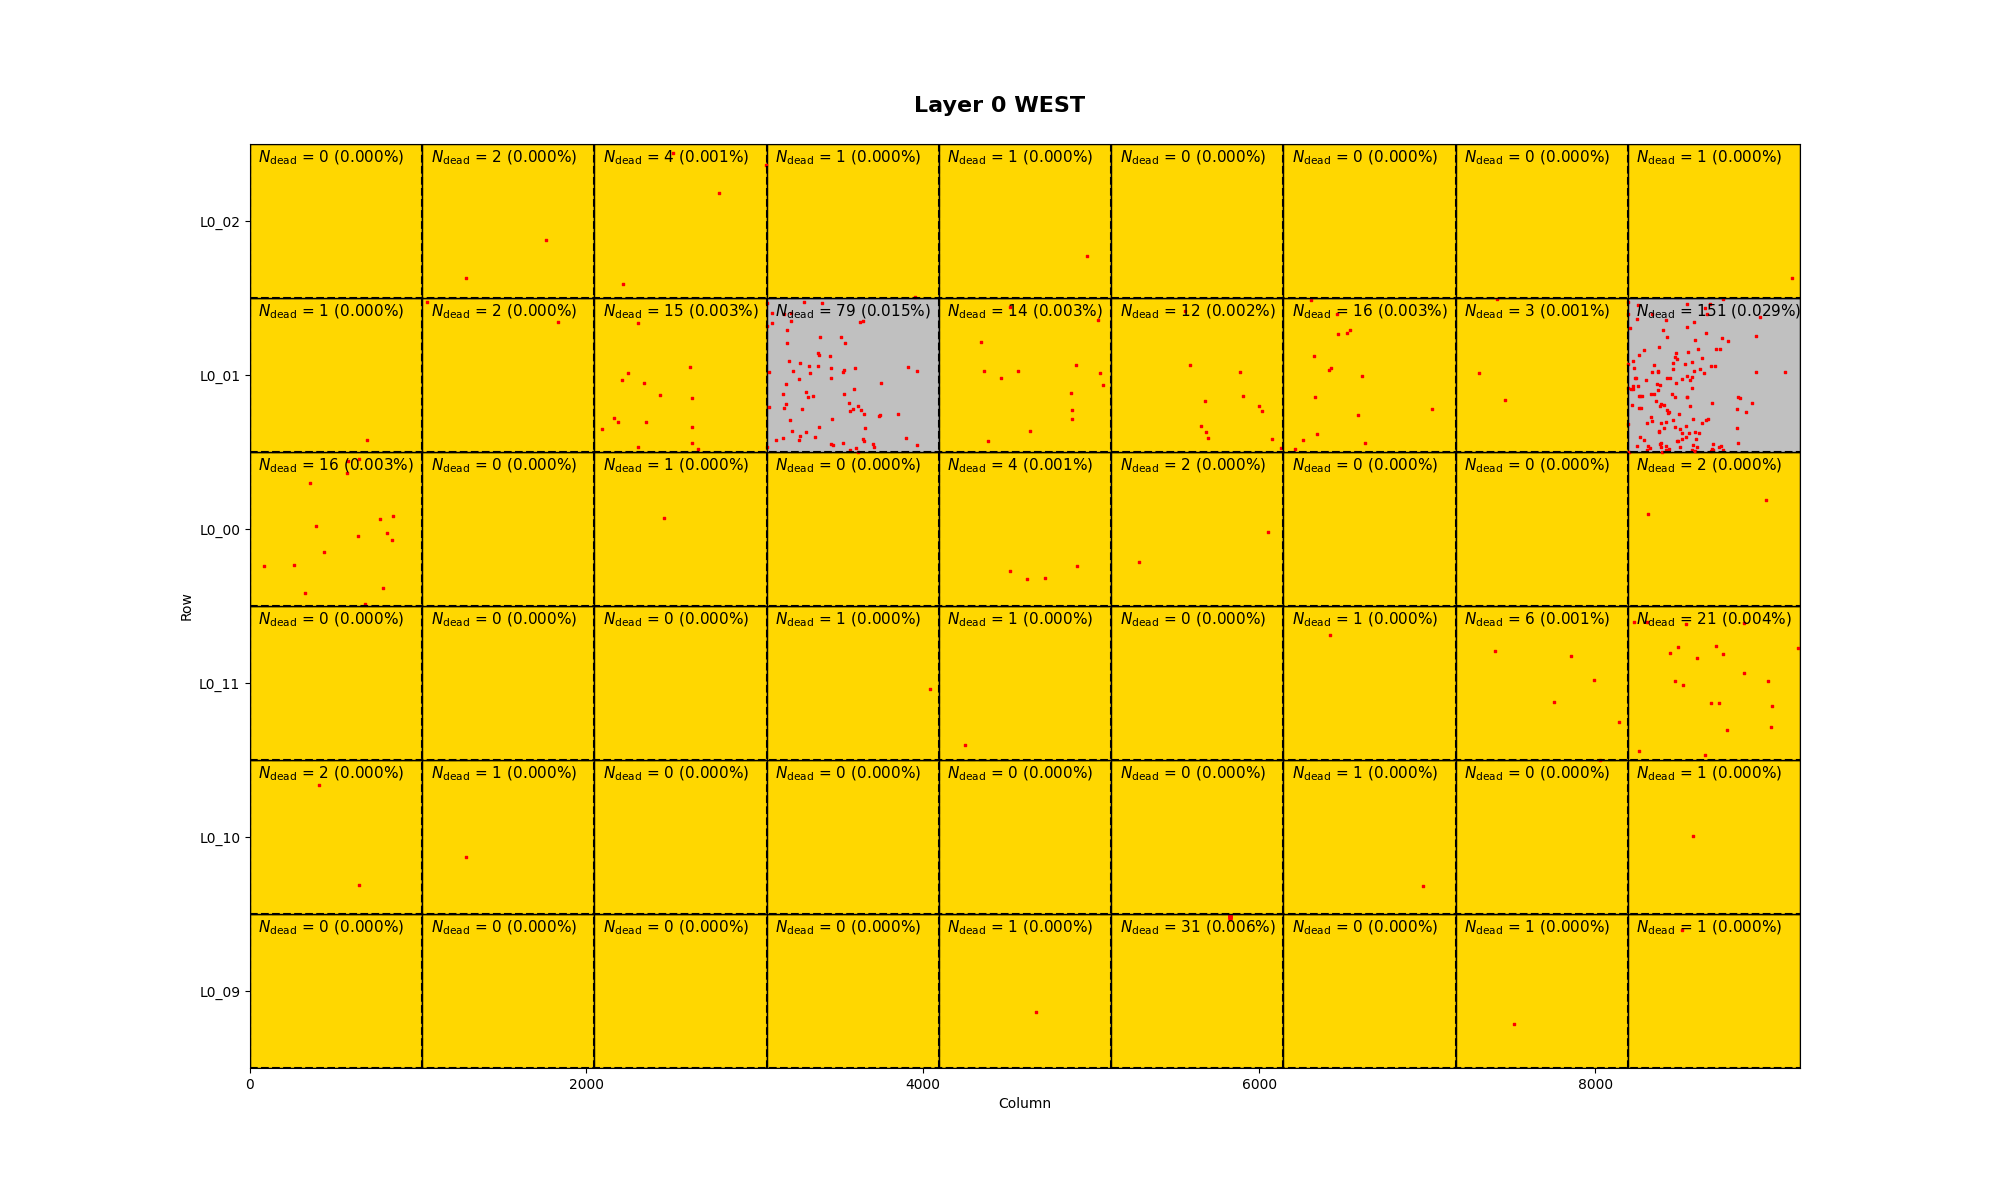 Layer 0 WEST
N_dead = 0 (0.000%) N_dead = 2 (0.000%) N_dead = 4 (0.001%) N_dead = 1 (0.000%) N_dead = 1 (0.000%) N_dead = 0 (0.000%) N_dead = 0 (0.000%) N_dead = 0 (0.000%) N_dead = 1 (0.000%)
L0_02
N_dead = 1 (0.000%) N_dead = 2 (0.000%) N_dead = 15 (0.003%) N_dead = 79 (0.015%) N_dead = 14 (0.003%) N_dead = 12 (0.002%) N_dead = 16 (0.003%) N_dead = 3 (0.001%) N_dead = 151 (0.029%)
L0_01
N_dead = 16 (0.003%) N_dead = 0 (0.000%) N_dead = 1 (0.000%) N_dead = 0 (0.000%) N_dead = 4 (0.001%) N_dead = 2 (0.000%) N_dead = 0 (0.000%) N_dead = 0 (0.000%) N_dead = 2 (0.000%)
L0_00
Row
N_dead = 0 (0.000%) N_dead = 0 (0.000%) N_dead = 0 (0.000%) N_dead = 1 (0.000%) N_dead = 1 (0.000%) N_dead = 0 (0.000%) N_dead = 1 (0.000%) N_dead = 6 (0.001%) N_dead = 21 (0.004%)
L0_11
N_dead = 2 (0.000%) N_dead = 1 (0.000%) N_dead = 0 (0.000%) N_dead = 0 (0.000%) N_dead = 0 (0.000%) N_dead = 0 (0.000%) N_dead = 1 (0.000%) N_dead = 0 (0.000%) N_dead = 1 (0.000%)
L0_10
N_dead = 0 (0.000%) N_dead = 0 (0.000%) N_dead = 0 (0.000%) N_dead = 0 (0.000%) N_dead = 1 (0.000%) N_dead = 31 (0.006%) N_dead = 0 (0.000%) N_dead = 1 (0.000%) N_dead = 1 (0.000%)
L0_09
0 2000 4000 6000 8000
Column